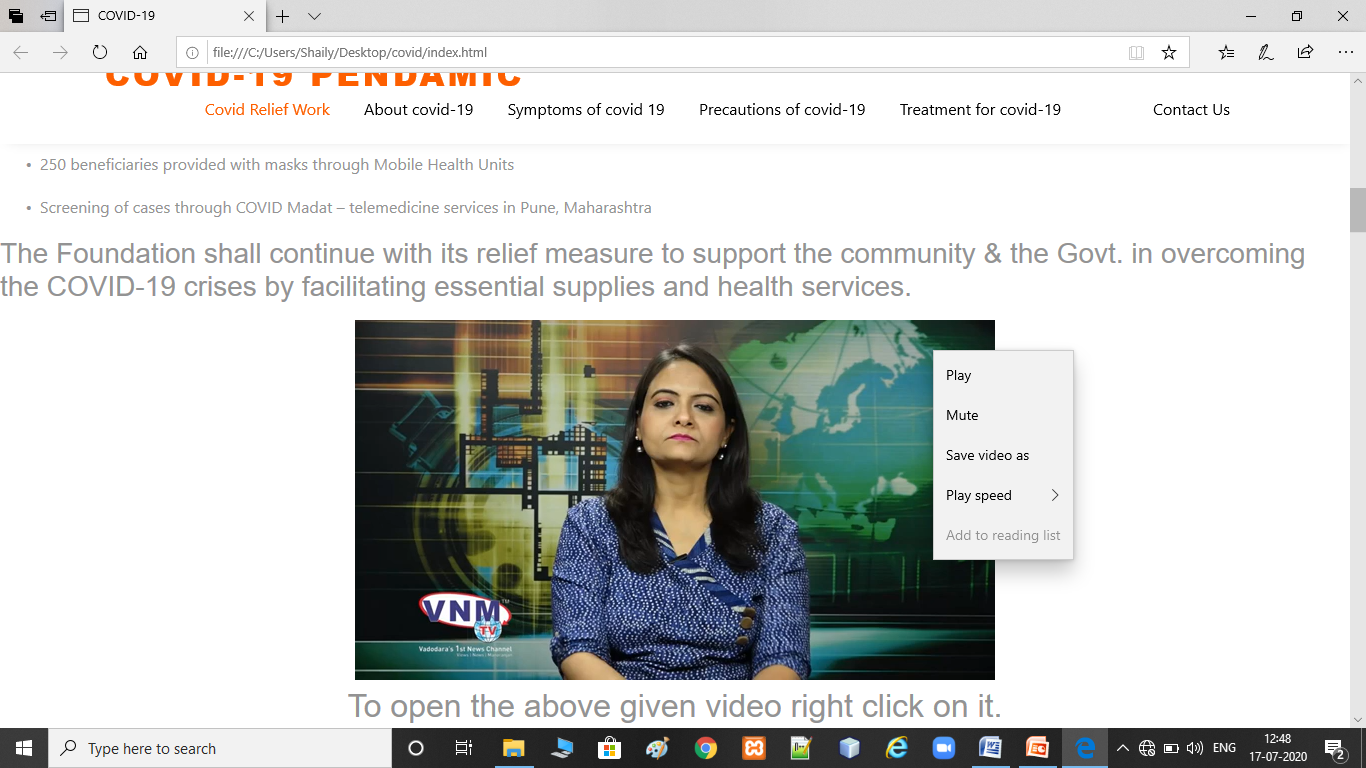 COVID-19
file:///C:/Users/Shaily/Desktop/covid/index.html
COVID-19 PENDAMIC
Covid Relief Work About covid-19 Symptoms of covid 19 Precautions of covid-19 Treatment for covid-19 Contact Us
• 250 beneficiaries provided with masks through Mobile Health Units
• Screening of cases through COVID Madat – telemedicine services in Pune, Maharashtra
The Foundation shall continue with its relief measure to support the community & the Govt. in overcoming
the COVID-19 crises by facilitating essential supplies and health services.
Play
Mute
Save video as
Play speed
Add to reading list
VNM
TV
Vadodara's 1st News Channel
To open the above given video right click on it.
Type here to search
ENG
12:48
17-07-2020
2